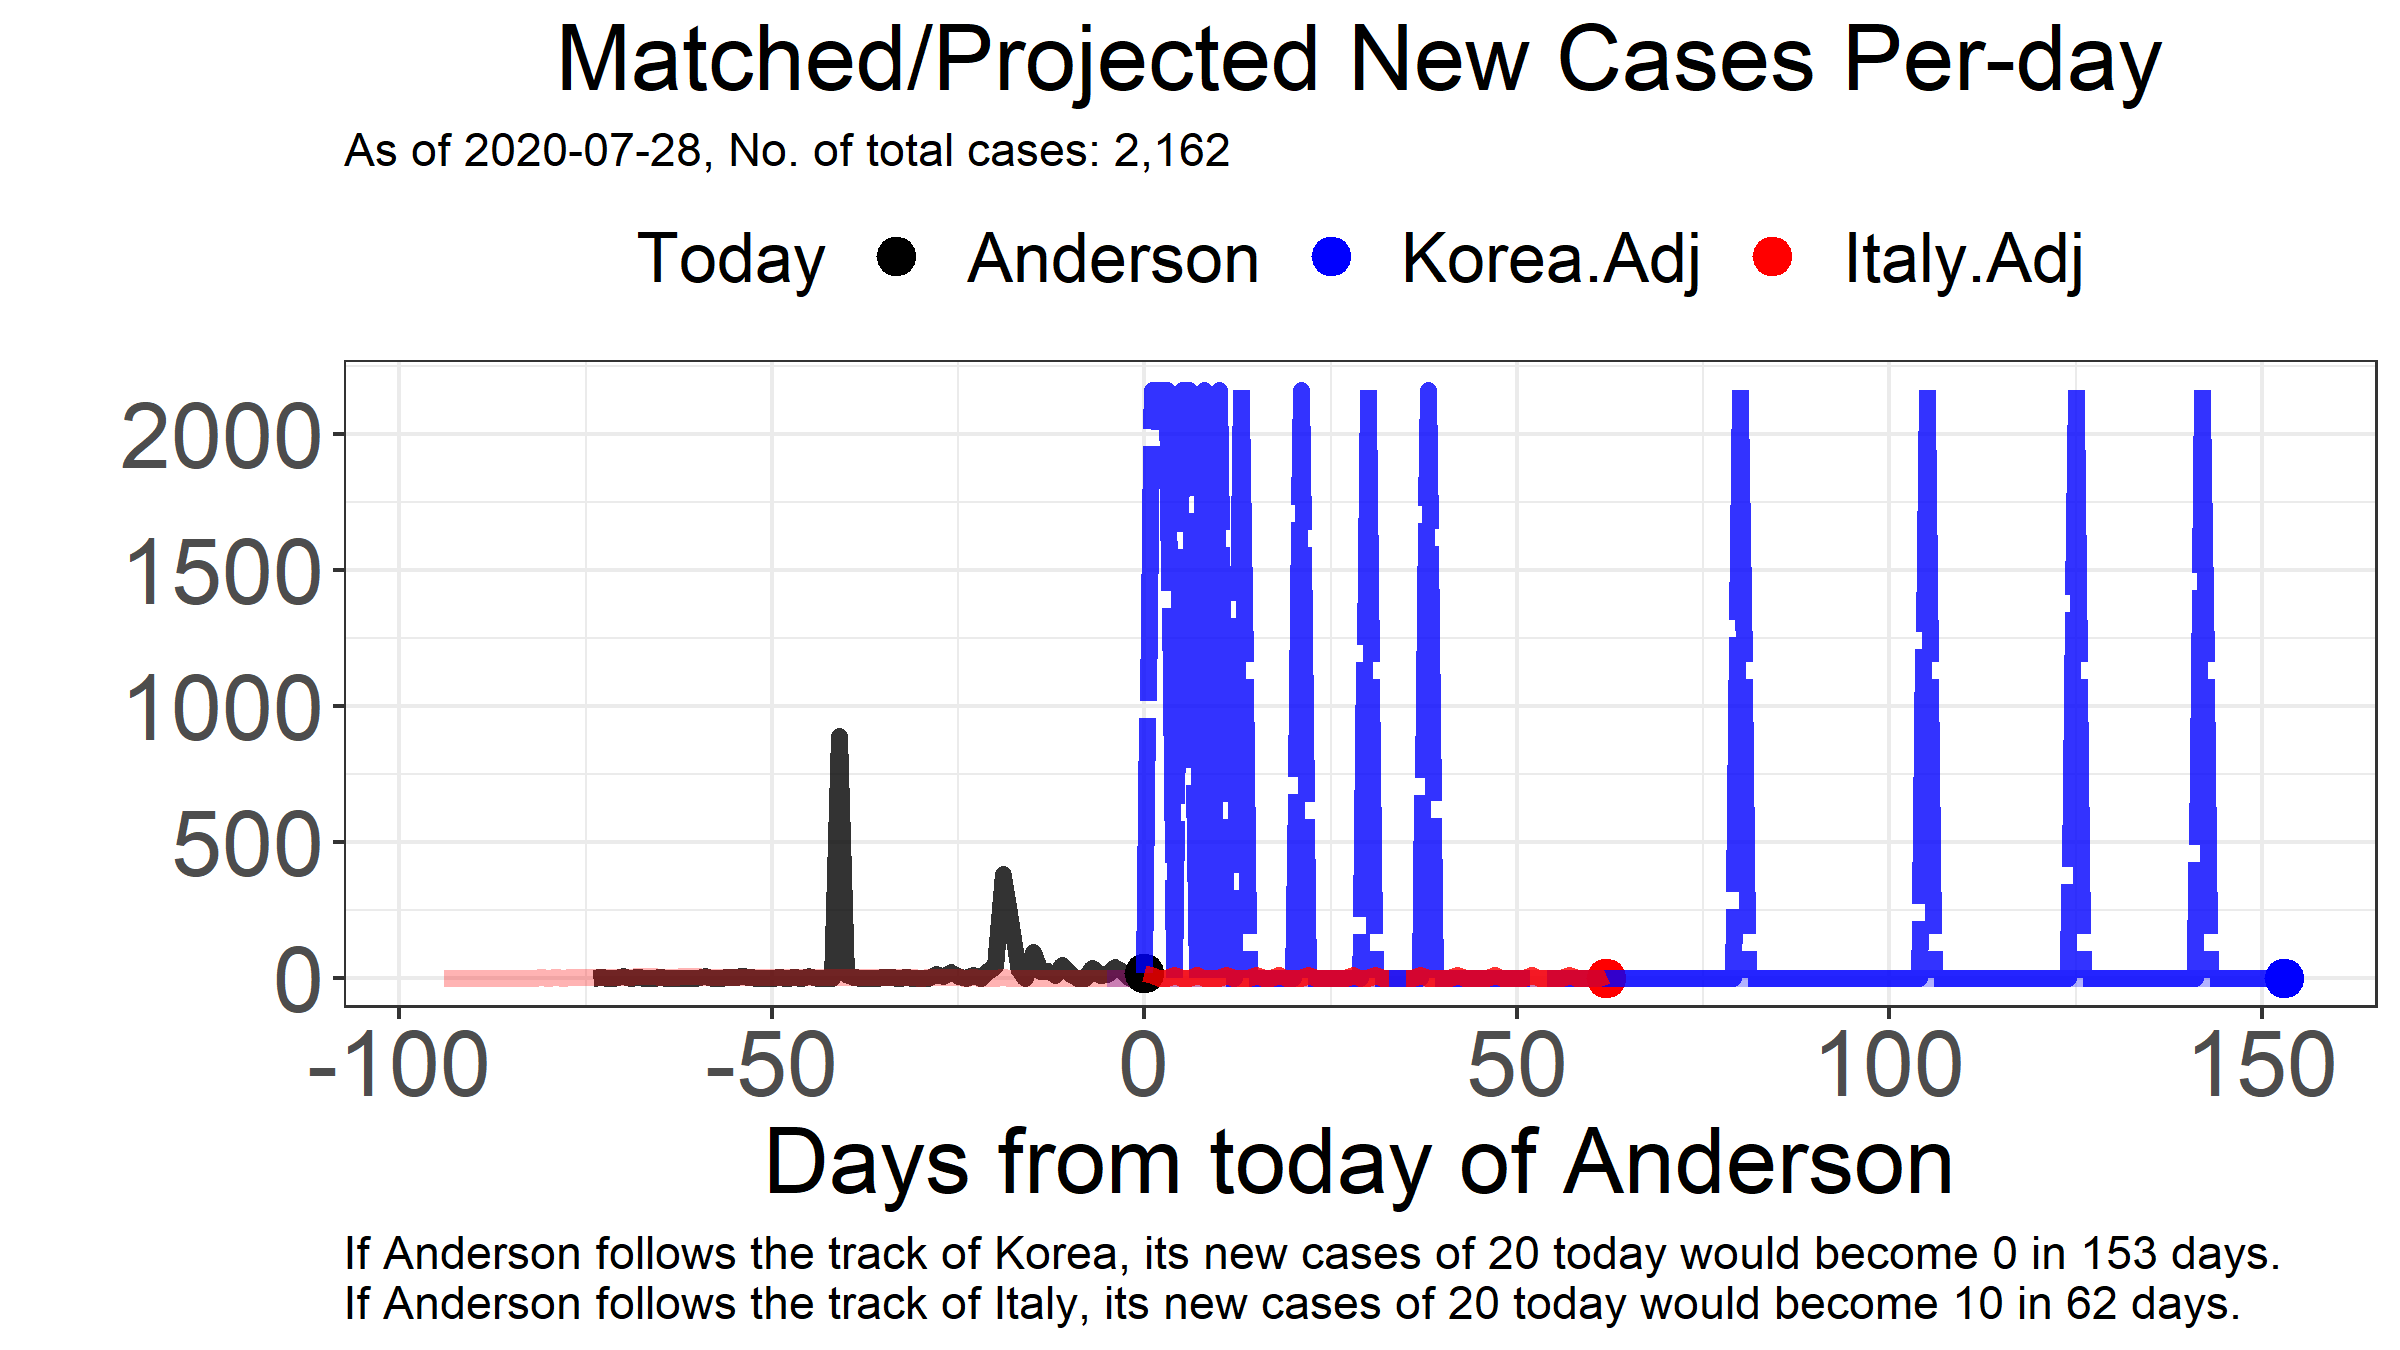 Matched/Projected New Cases Per-day
As of 2020-07-28, No. of total cases: 2,162
Today Anderson Korea.Adj Italy.Adj
2000
1500
1000
500
0
-100 -50 0 50 100 150
Days from today of Anderson
If Anderson follows the track of Korea, its new cases of 20 today would become 0 in 153 days.
If Anderson follows the track of Italy, its new cases of 20 today would become 10 in 62 days.